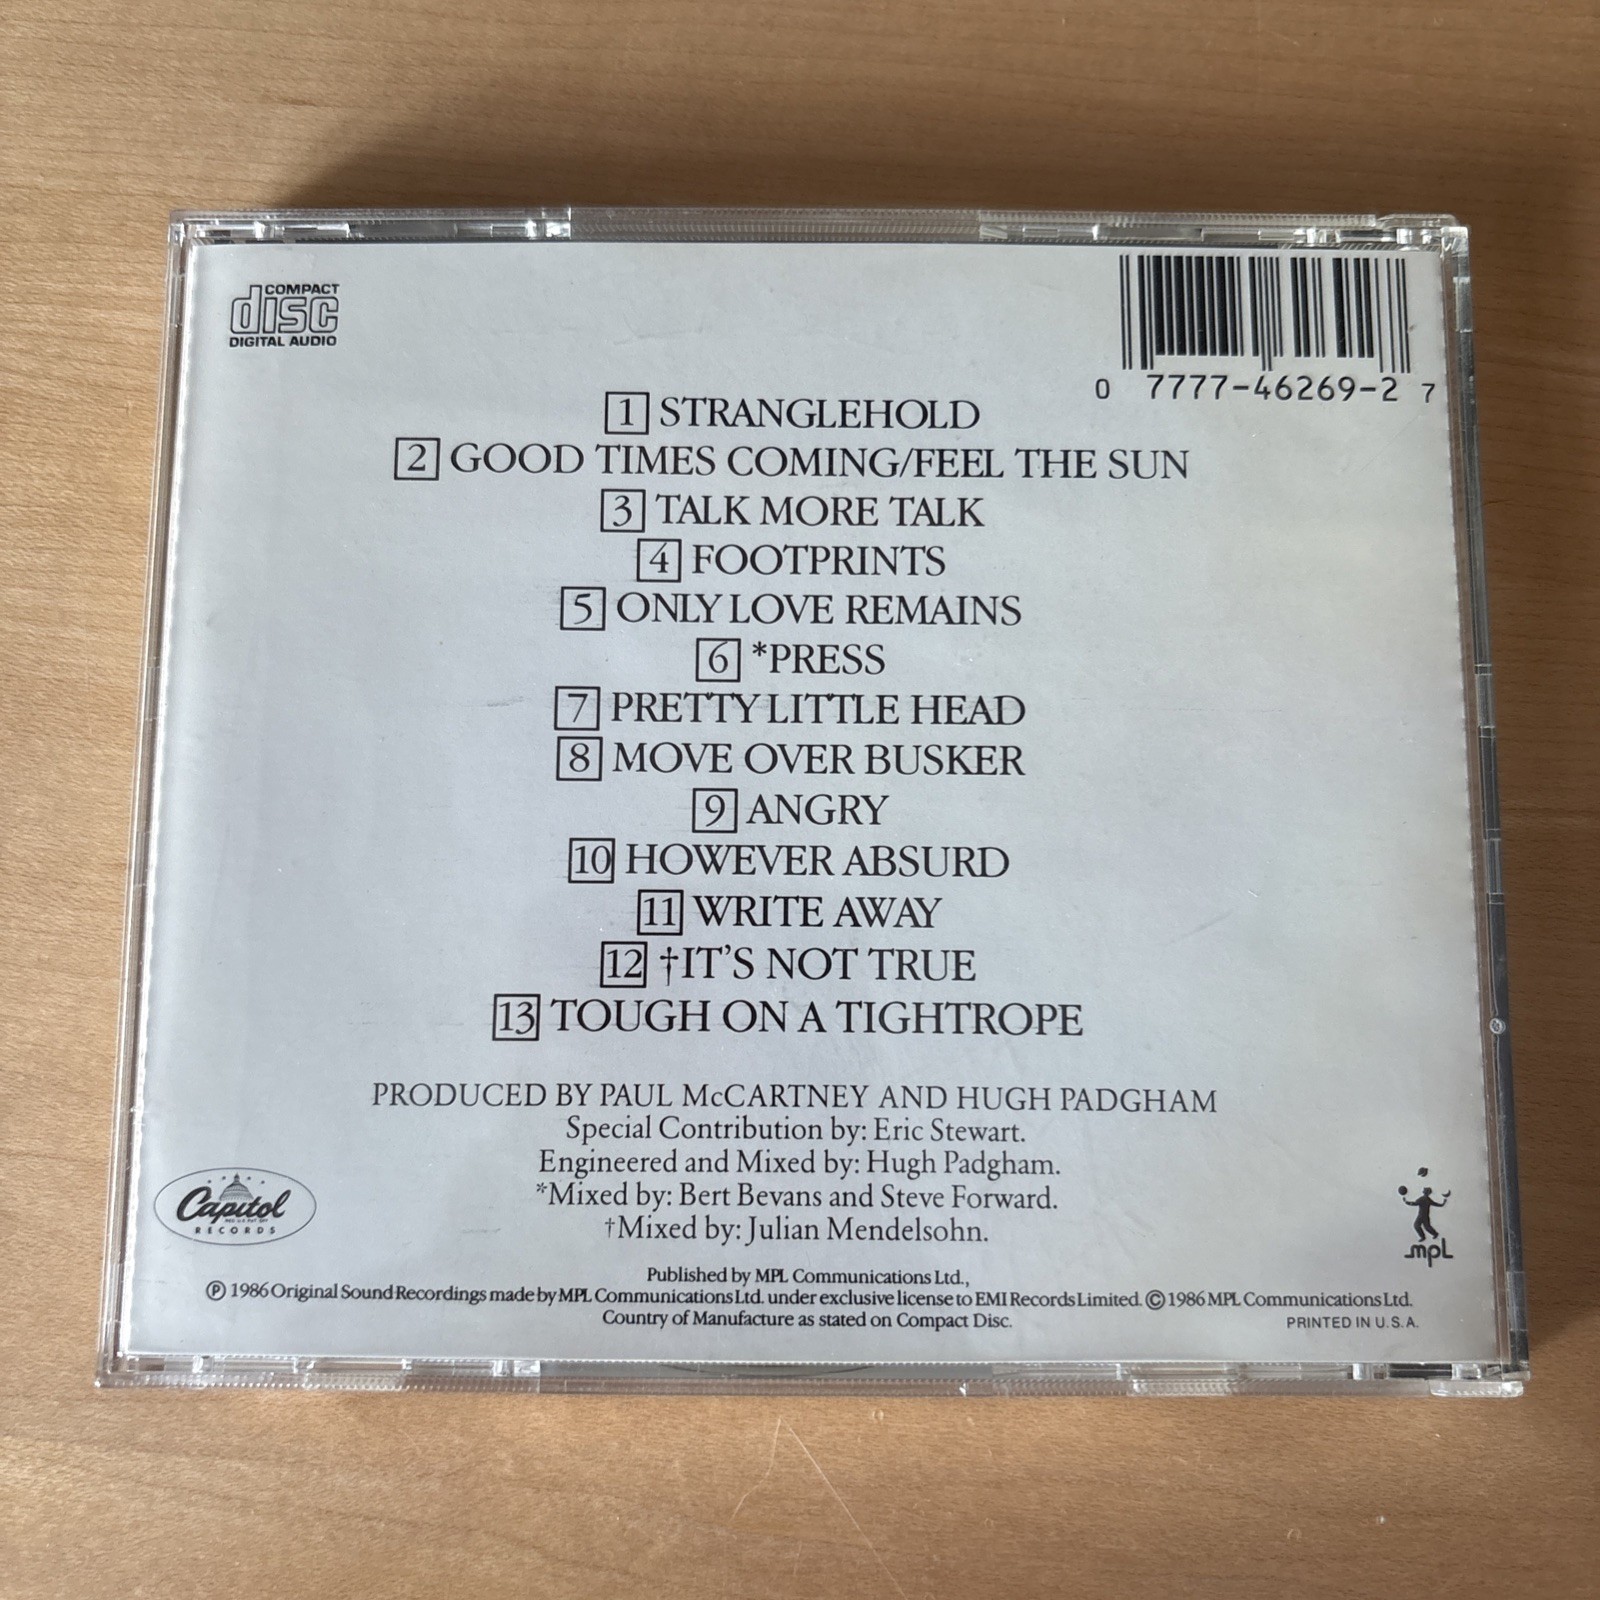 COMPACT
disc
DIGITAL AUDIO
0 7777-46269-2 7
1 STRANGLEHOLD
2 GOOD TIMES COMING/FEEL THE SUN
3 TALK MORE TALK
4 FOOTPRINTS
5 ONLY LOVE REMAINS
6 *PRESS
7 PRETTY LITTLE HEAD
8 MOVE OVER BUSKER
9 ANGRY
10 HOWEVER ABSURD
11 WRITE AWAY
12 †IT'S NOT TRUE
13 TOUGH ON A TIGHTROPE
PRODUCED BY PAUL McCARTNEY AND HUGH PADGHAM
Special Contribution by: Eric Stewart.
Engineered and Mixed by: Hugh Padgham.
*Mixed by: Bert Bevans and Steve Forward.
†Mixed by: Julian Mendelsohn.
Capitol
RECORDS
mpl
Published by MPL Communications Ltd.,
℗ 1986 Original Sound Recordings made by MPL Communications Ltd. under exclusive license to EMI Records Limited. © 1986 MPL Communications Ltd.
Country of Manufacture as stated on Compact Disc.
PRINTED IN U.S.A.